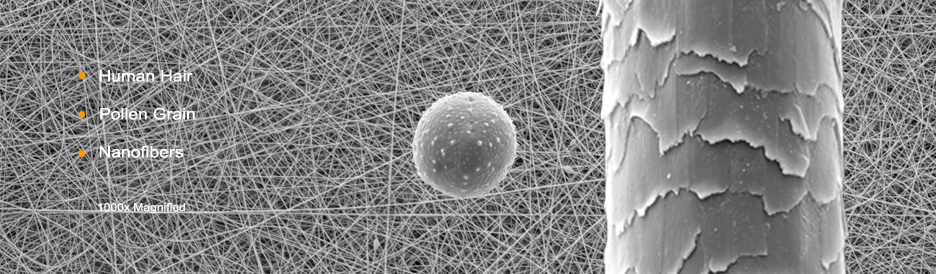 Human Hair
Pollen Grain
Nanofibers
1000x Magnified